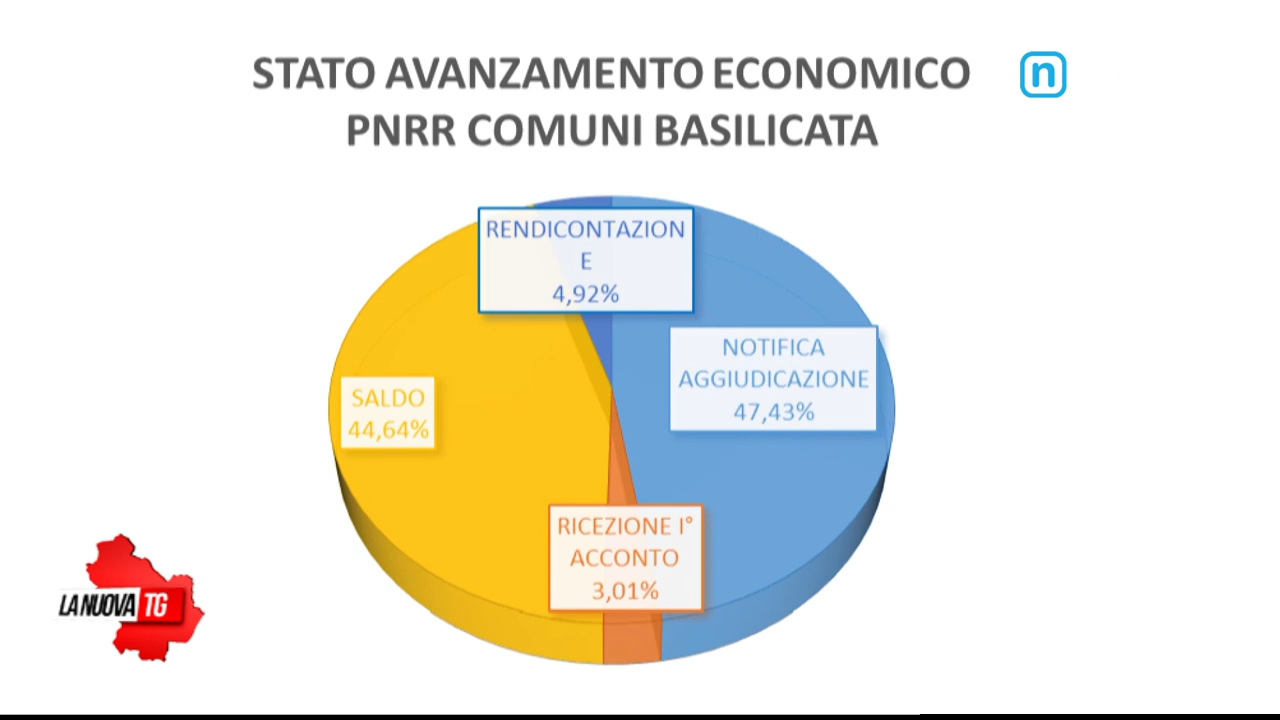 STATO AVANZAMENTO ECONOMICO
n
PNRR COMUNI BASILICATA
RENDICONTAZION
E
4,92%
NOTIFICA
AGGIUDICAZIONE
47,43%
SALDO
44,64%
RICEZIONE I°
ACCONTO
3,01%
LA NUOVA TG